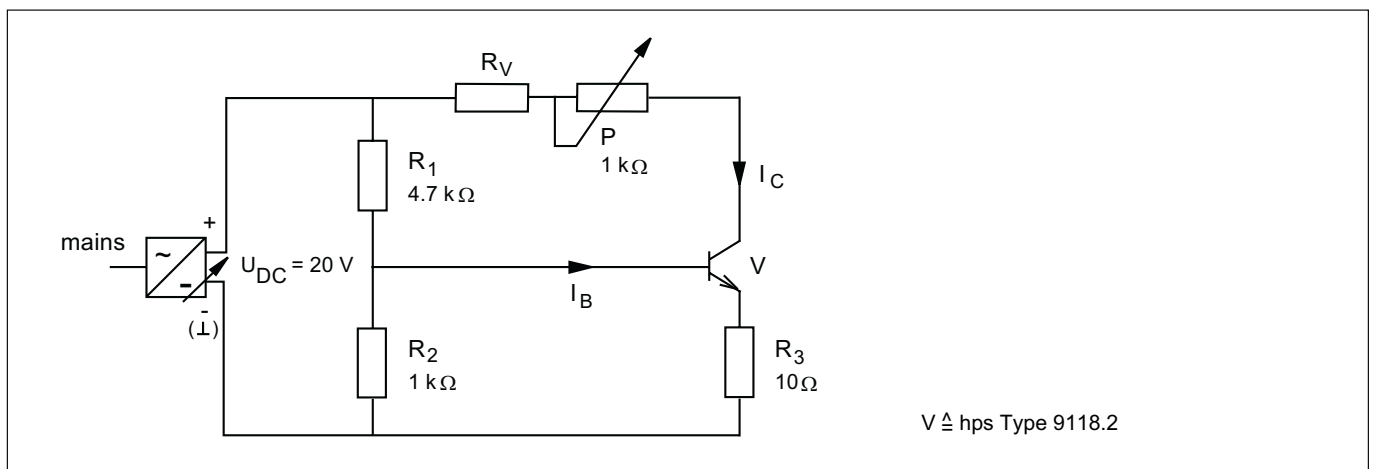 R_V
P
1 kΩ
R_1
4.7 kΩ
I_C
mains
+
~
-
U_DC = 20 V
-
(⊥)
I_B
V
R_2
1 kΩ
R_3
10Ω
V ≙ hps Type 9118.2